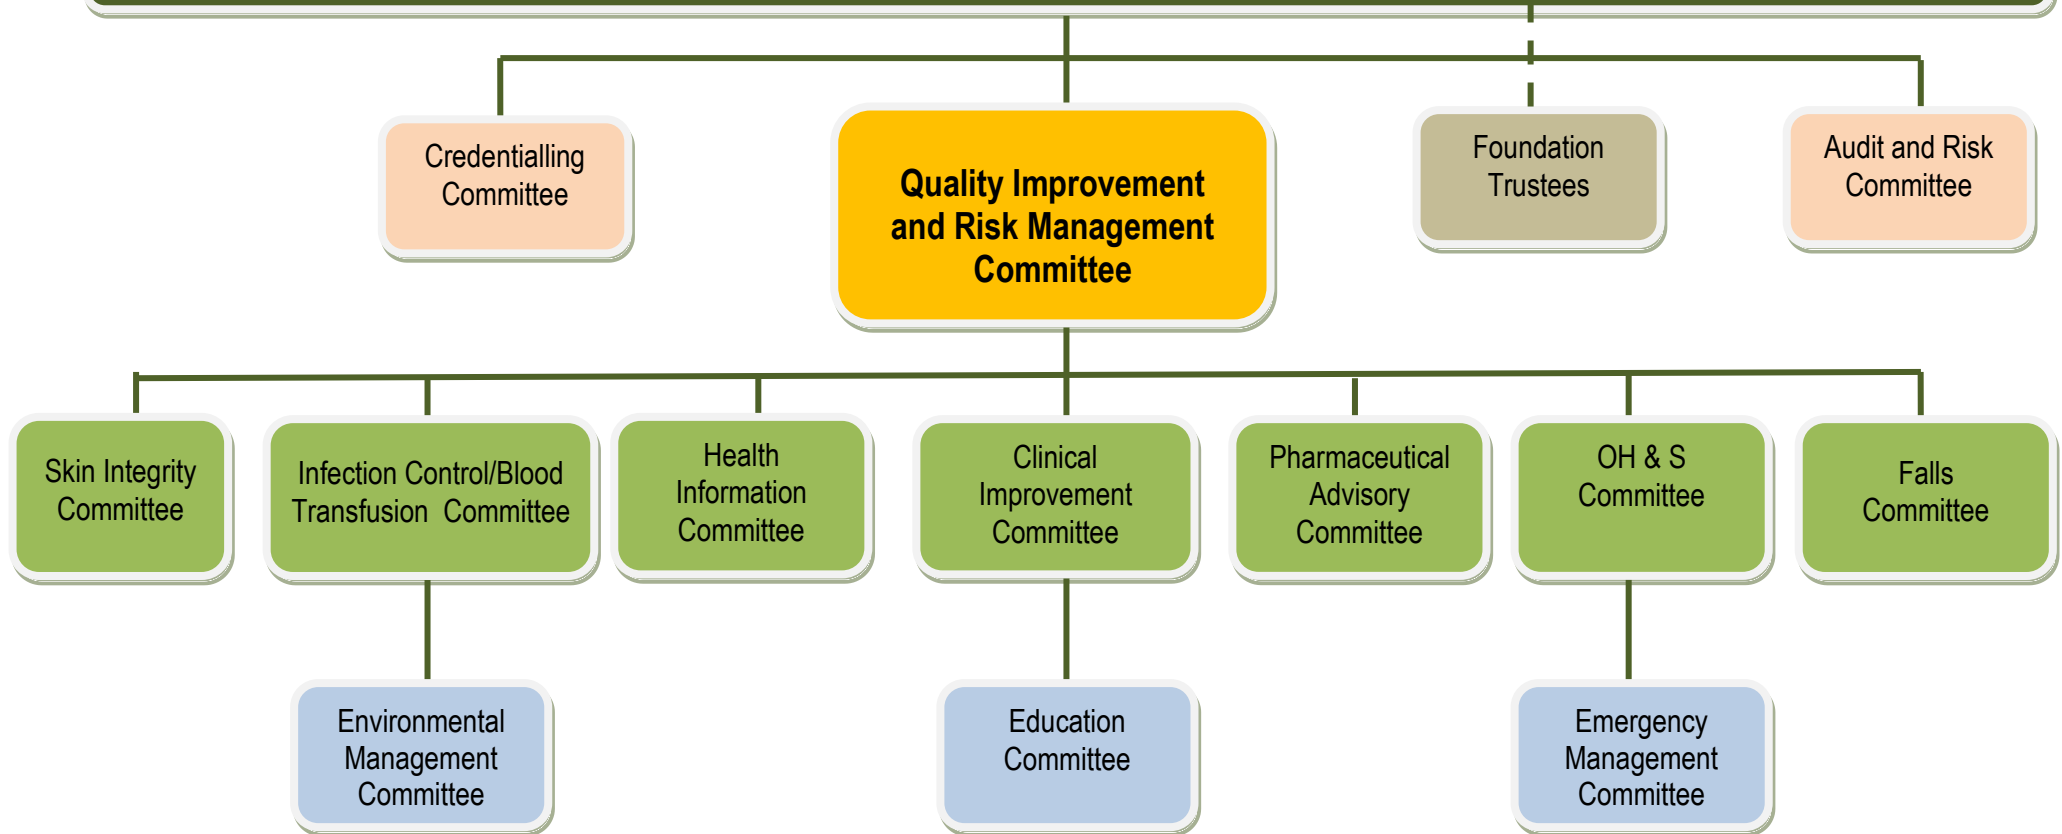 Credentialling
Committee
Quality Improvement
and Risk Management
Committee
Foundation
Trustees
Audit and Risk
Committee
Skin Integrity
Committee
Infection Control/Blood
Transfusion Committee
Health
Information
Committee
Clinical
Improvement
Committee
Pharmaceutical
Advisory
Committee
OH & S
Committee
Falls
Committee
Environmental
Management
Committee
Education
Committee
Emergency
Management
Committee